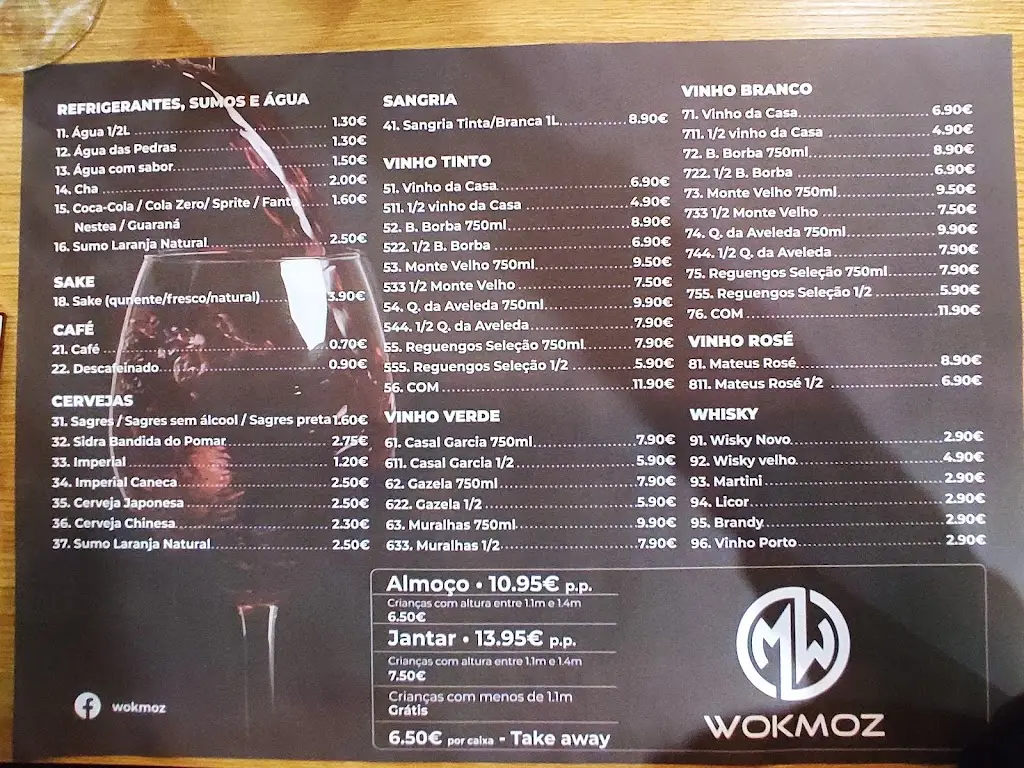 REFRIGERANTES, SUMOS E ÁGUA
11. Água 1/2L 1.30€
12. Água das Pedras 1.30€
13. Água com sabor 1.50€
14. Cha 2.00€
15. Coca-Cola / Cola Zero/ Sprite / Fanta 1.60€
Nestea / Guaraná
16. Sumo Laranja Natural 2.50€
SAKE
18. Sake (qunente/fresco/natural) 3.90€
CAFÉ
21. Café 0.70€
22. Descafeinado 0.90€
CERVEJAS
31. Sagres / Sagres sem álcool / Sagres preta 1.60€
32. Sidra Bandida do Pomar 2.75€
33. Imperial 1.20€
34. Imperial Caneca 2.50€
35. Cerveja Japonesa 2.50€
36. Cerveja Chinesa 2.30€
37. Sumo Laranja Natural 2.50€
wokmoz
SANGRIA
41. Sangria Tinta/Branca 1L 8.90€
VINHO TINTO
51. Vinho da Casa 6.90€
511. 1/2 vinho da Casa 4.90€
52. B. Borba 750ml 8.90€
522. 1/2 B. Borba 6.90€
53. Monte Velho 750ml 9.50€
533 1/2 Monte Velho 7.50€
54. Q. da Aveleda 750ml 9.90€
544. 1/2 Q. da Aveleda 7.90€
55. Reguengos Seleção 750ml 7.90€
555. Reguengos Seleção 1/2 5.90€
56. COM 11.90€
VINHO VERDE
61. Casal Garcia 750ml 7.90€
611. Casal Garcia 1/2 5.90€
62. Gazela 750ml 7.90€
622. Gazela 1/2 5.90€
63. Muralhas 750ml 9.90€
633. Muralhas 1/2 7.90€
VINHO BRANCO
71. Vinho da Casa 6.90€
711. 1/2 vinho da Casa 4.90€
72. B. Borba 750ml 8.90€
722. 1/2 B. Borba 6.90€
73. Monte Velho 750ml 9.50€
733 1/2 Monte Velho 7.50€
74. Q. da Aveleda 750ml 9.90€
744. 1/2 Q. da Aveleda 7.90€
75. Reguengos Seleção 750ml 7.90€
755. Reguengos Seleção 1/2 5.90€
76. COM 11.90€
VINHO ROSÉ
81. Mateus Rosé 8.90€
811. Mateus Rosé 1/2 6.90€
WHISKY
91. Wisky Novo 2.90€
92. Wisky velho 4.90€
93. Martini 2.90€
94. Licor 2.90€
95. Brandy 2.90€
96. Vinho Porto 2.90€
Almoço • 10.95€ p.p.
Crianças com altura entre 1.1m e 1.4m
6.50€
Jantar • 13.95€ p.p.
Crianças com altura entre 1.1m e 1.4m
7.50€
Crianças com menos de 1.1m
Grátis
6.50€ por caixa - Take away
MW
WOKMOZ